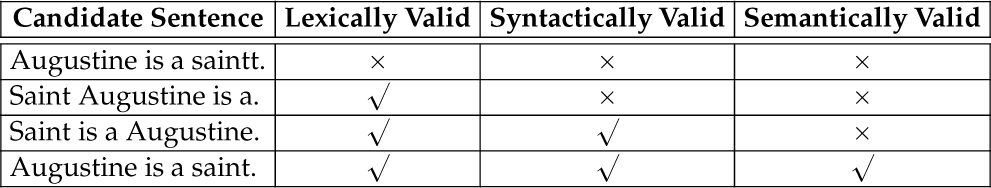 Candidate Sentence Lexically Valid Syntactically Valid Semantically Valid
Augustine is a saintt. × × ×
Saint Augustine is a. √ × ×
Saint is a Augustine. √ √ ×
Augustine is a saint. √ √ √